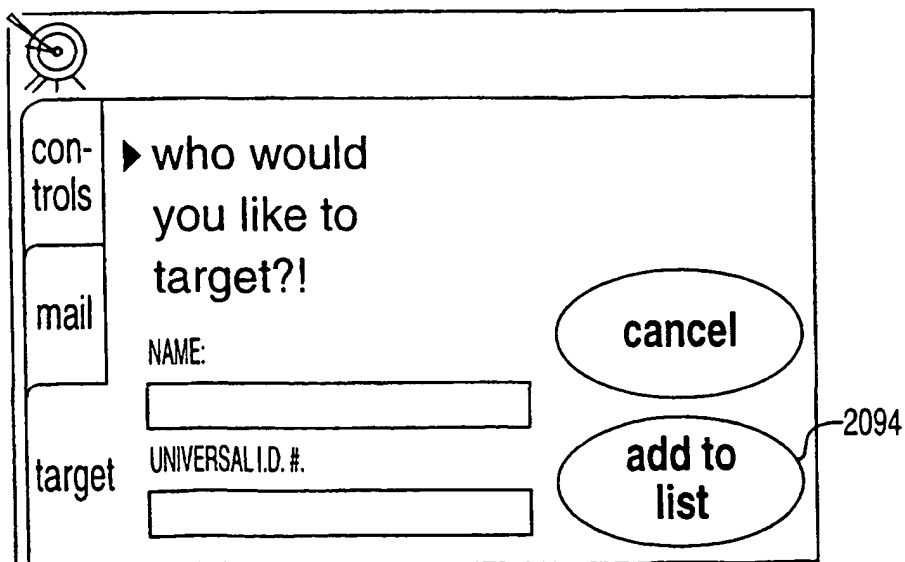 con-
trols
mail
target
who would
you like to
target?!
NAME:
UNIVERSAL I.D. #.
cancel
add to
list
2094